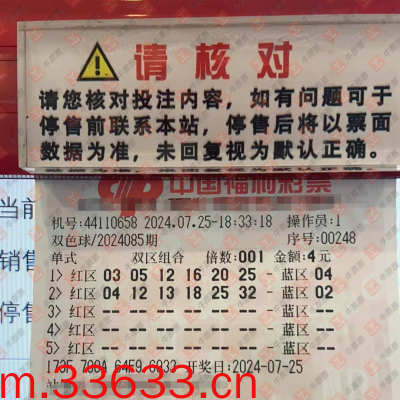 请核对
请您核对投注内容，如有问题可于
停售前联系本站，停售后将以票面
数据为准，未回复视为默认正确。
中国福利彩票
当前
机号:44110658 2024.07.25-18:33:18 操作员:1
双色球/2024085期 序号:00248
销售
单式 双区组合 倍数:001 金额:4元
1> 红区 03 05 12 16 20 25 - 蓝区 04
2> 红区 04 12 13 18 25 32 - 蓝区 02
停售
3> 红区 -- -- -- -- -- -- - 蓝区 --
4> 红区 -- -- -- -- -- -- - 蓝区 --
5> 红区 -- -- -- -- -- -- - 蓝区 --
开奖日:2024-07-25
m.33633.cn